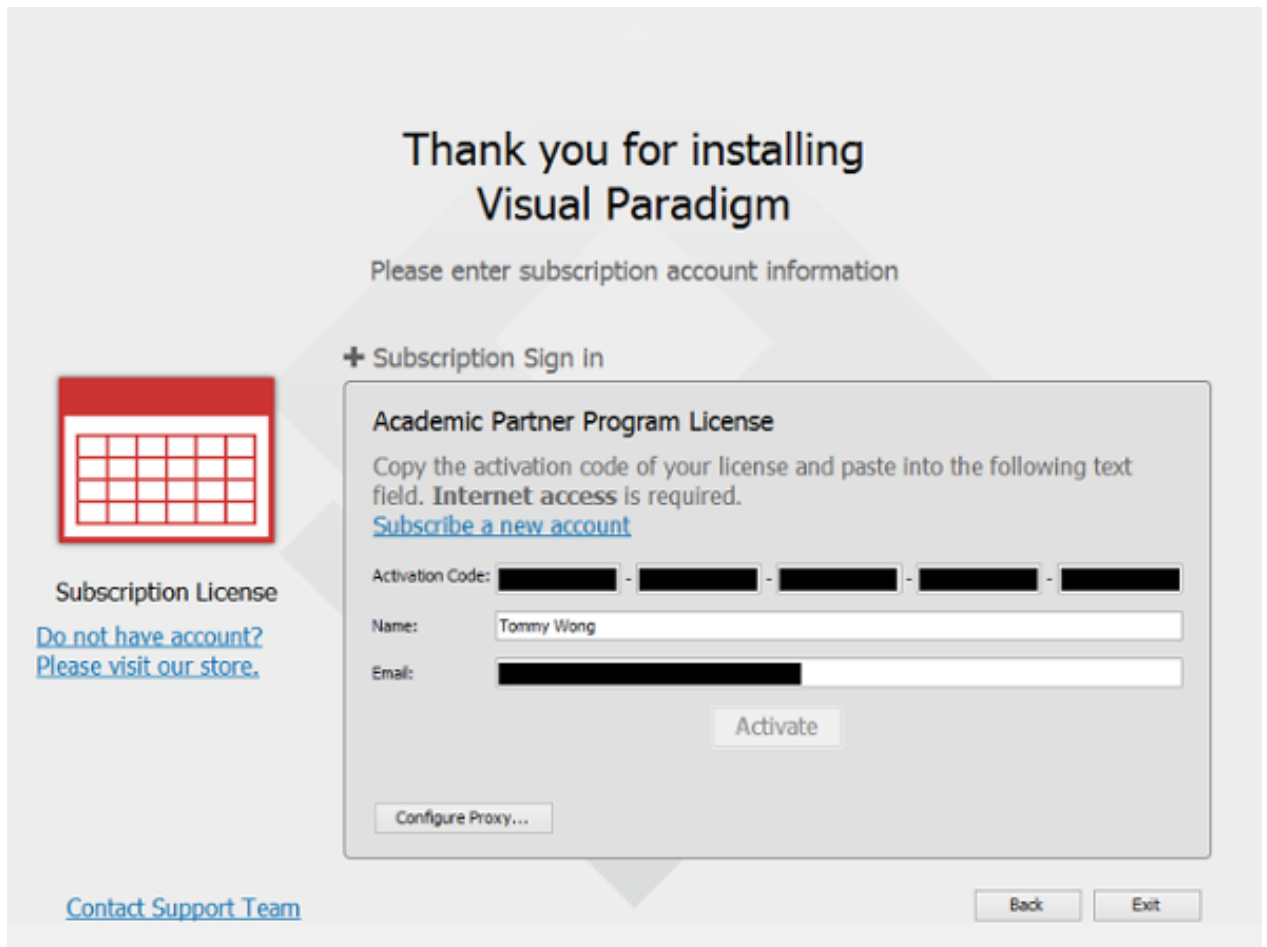 Thank you for installing
Visual Paradigm
Please enter subscription account information
Subscription Sign in
Academic Partner Program License
Copy the activation code of your license and paste into the following text
field. Internet access is required.
Subscribe a new account
Activation Code: - - - -
Name: Tommy Wong
Email:
Activate
Configure Proxy...
Subscription License
Do not have account?
Please visit our store.
Contact Support Team
Back
Exit